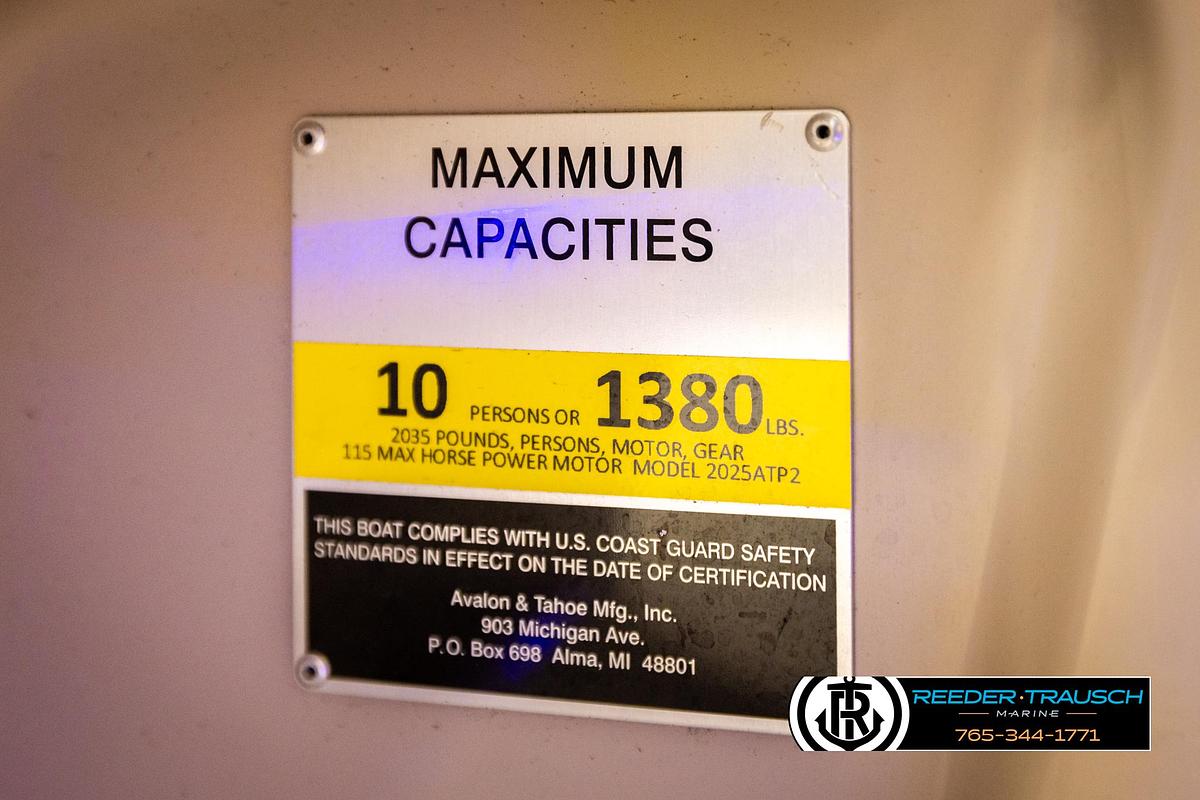 MAXIMUM
CAPACITIES
10 PERSONS OR 1380 LBS.
2035 POUNDS, PERSONS, MOTOR, GEAR
115 MAX HORSE POWER MOTOR MODEL 2025ATP2
THIS BOAT COMPLIES WITH U.S. COAST GUARD SAFETY
STANDARDS IN EFFECT ON THE DATE OF CERTIFICATION
Avalon & Tahoe Mfg., Inc.
903 Michigan Ave.
P.O. Box 698 Alma, MI 48801
TR
REEDER·TRAUSCH
MARINE
765-344-1771